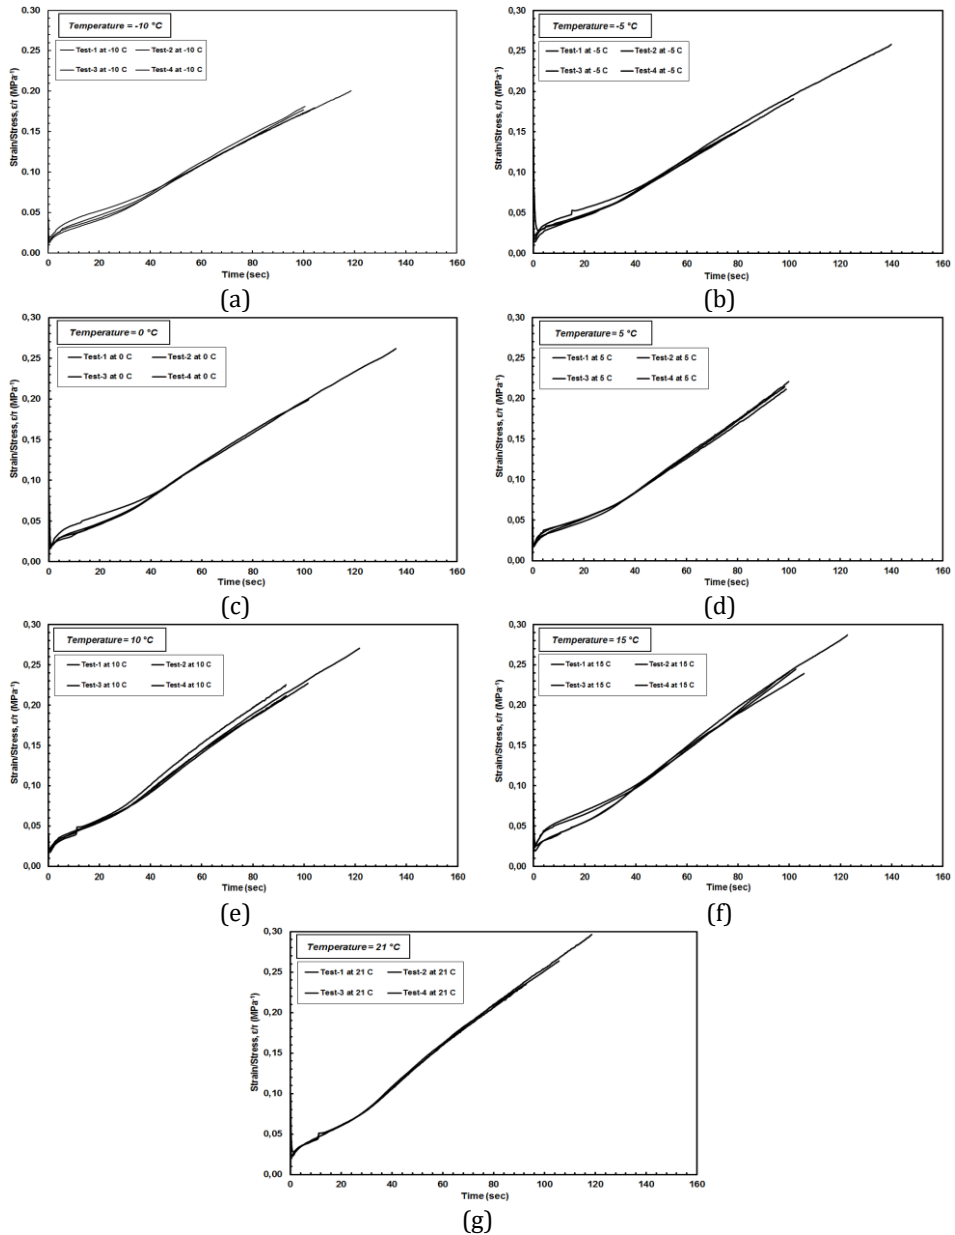 Temperature = -10 °C
Test-1 at -10 C Test-2 at -10 C
Test-3 at -10 C Test-4 at -10 C
Strain/Stress, ε/τ (MPa⁻¹)
0.30
0.25
0.20
0.15
0.10
0.05
0.00
0 20 40 60 80 100 120 140 160
Time (sec)
(a)
Temperature = -5 °C
Test-1 at -5 C Test-2 at -5 C
Test-3 at -5 C Test-4 at -5 C
Strain/Stress, ε/τ (MPa⁻¹)
0,30
0,25
0,20
0,15
0,10
0,05
0,00
0 20 40 60 80 100 120 140 160
Time (sec)
(b)
Temperature = 0 °C
Test-1 at 0 C Test-2 at 0 C
Test-3 at 0 C Test-4 at 0 C
Strain/Stress, ε/τ (MPa⁻¹)
0,30
0,25
0,20
0,15
0,10
0,05
0,00
0 20 40 60 80 100 120 140 160
Time (sec)
(c)
Temperature = 5 °C
Test-1 at 5 C Test-2 at 5 C
Test-3 at 5 C Test-4 at 5 C
Strain/Stress, ε/τ (MPa⁻¹)
0,30
0,25
0,20
0,15
0,10
0,05
0,00
0 20 40 60 80 100 120 140 160
Time (sec)
(d)
Temperature = 10 °C
Test-1 at 10 C Test-2 at 10 C
Test-3 at 10 C Test-4 at 10 C
Strain/Stress, ε/τ (MPa⁻¹)
0,30
0,25
0,20
0,15
0,10
0,05
0,00
0 20 40 60 80 100 120 140 160
Time (sec)
(e)
Temperature = 15 °C
Test-1 at 15 C Test-2 at 15 C
Test-3 at 15 C Test-4 at 15 C
Strain/Stress, ε/τ (MPa⁻¹)
0,30
0,25
0,20
0,15
0,10
0,05
0,00
0 20 40 60 80 100 120 140 160
Time (sec)
(f)
Temperature = 21 °C
Test-1 at 21 C Test-2 at 21 C
Test-3 at 21 C Test-4 at 21 C
Strain/Stress, ε/τ (MPa⁻¹)
0,30
0,25
0,20
0,15
0,10
0,05
0,00
0 20 40 60 80 100 120 140 160
Time (sec)
(g)